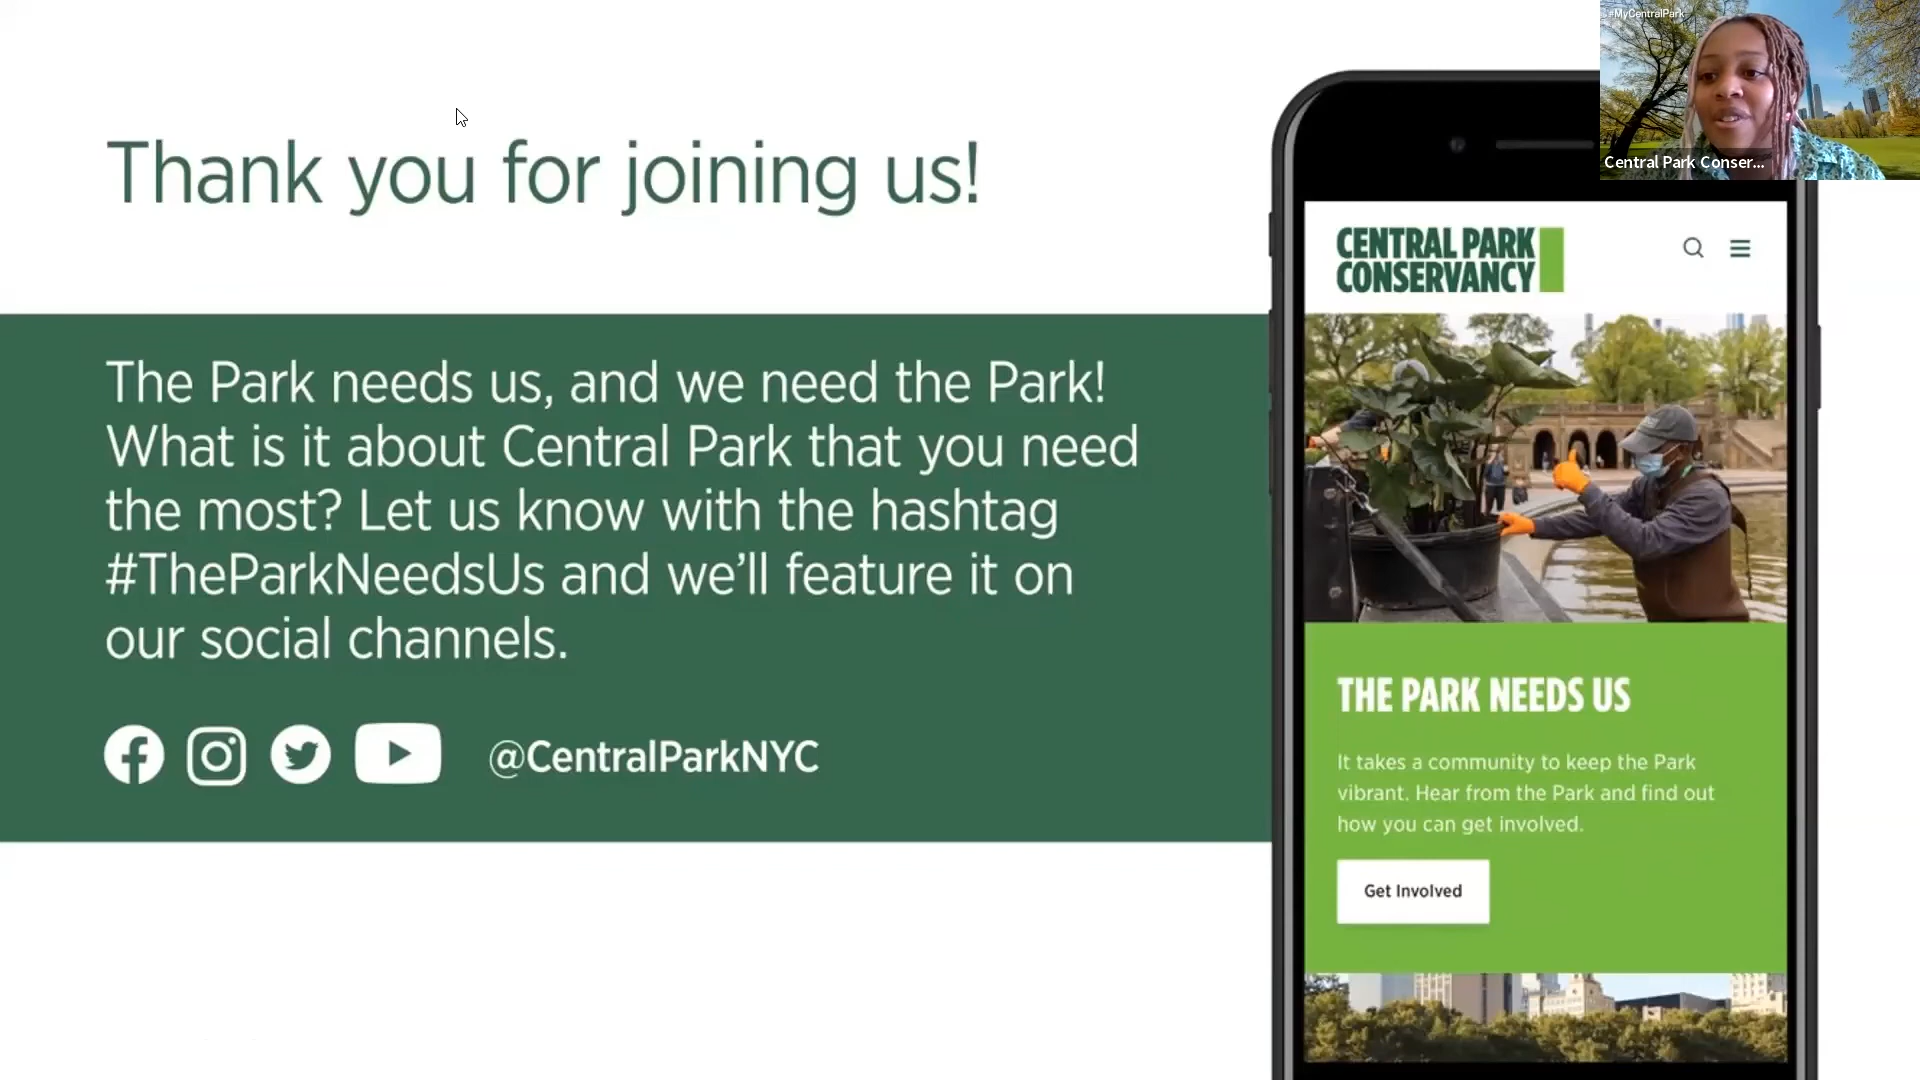 Thank you for joining us!
The Park needs us, and we need the Park!
What is it about Central Park that you need
the most? Let us know with the hashtag
#TheParkNeedsUs and we’ll feature it on
our social channels.
@CentralParkNYC
#MyCentralPark
Central Park Conser...
CENTRAL PARK
CONSERVANCY
THE PARK NEEDS US
It takes a community to keep the Park
vibrant. Hear from the Park and find out
how you can get involved.
Get Involved